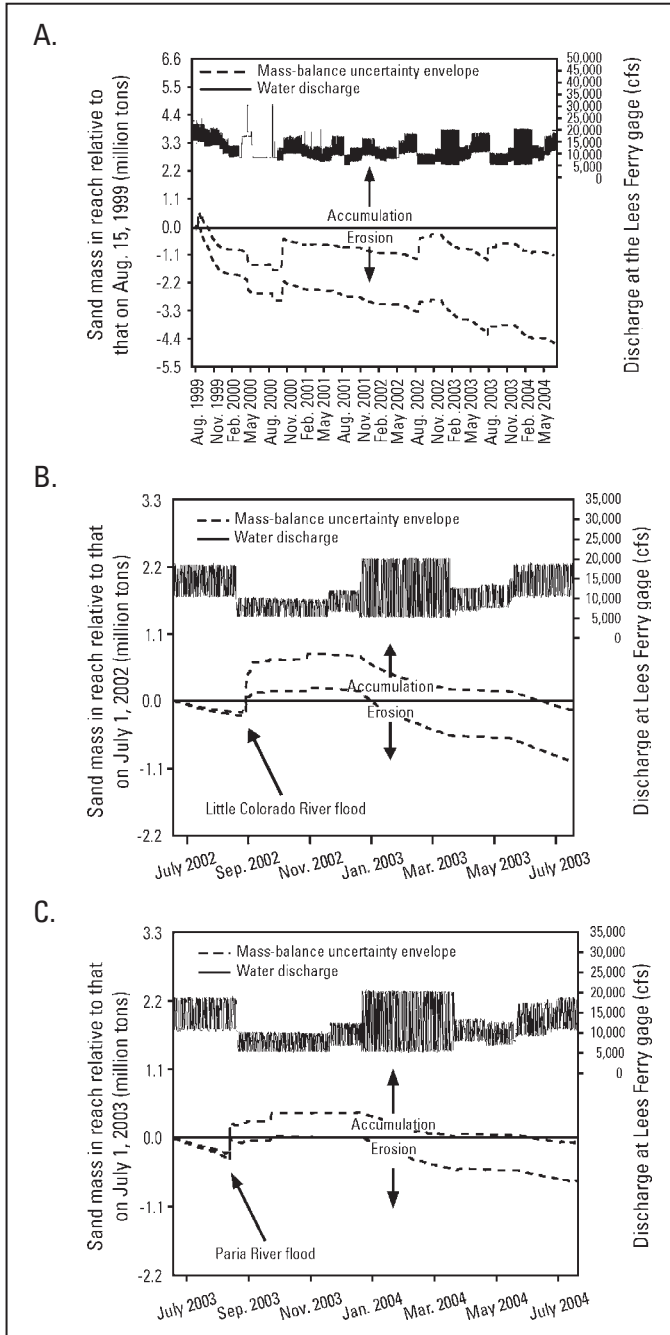 A.
Sand mass in reach relative to
that on Aug. 15, 1999 (million tons)
6.6
5.5
4.4
3.3
2.2
1.1
0.0
-1.1
-2.2
-3.3
-4.4
-5.5
Mass-balance uncertainty envelope
Water discharge
Accumulation
Erosion
50,000
45,000
40,000
35,000
30,000
25,000
20,000
15,000
10,000
5,000
0
Discharge at the Lees Ferry gage (cfs)
Aug. 1999
Nov. 1999
Feb. 2000
May 2000
Aug. 2000
Nov. 2000
Feb. 2001
May 2001
Aug. 2001
Nov. 2001
Feb. 2002
May 2002
Aug. 2002
Nov. 2002
Feb. 2003
May 2003
Aug. 2003
Nov. 2003
Feb. 2004
May 2004
B.
Sand mass in reach relative to that
on July 1, 2002 (million tons)
3.3
2.2
1.1
0.0
-1.1
-2.2
Mass-balance uncertainty envelope
Water discharge
Accumulation
Erosion
Little Colorado River flood
35,000
30,000
25,000
20,000
15,000
10,000
5,000
0
Discharge at Lees Ferry gage (cfs)
July 2002
Sep. 2002
Nov. 2002
Jan. 2003
Mar. 2003
May 2003
July 2003
C.
Sand mass in reach relative to that
on July 1, 2003 (million tons)
3.3
2.2
1.1
0.0
-1.1
-2.2
Mass-balance uncertainty envelope
Water discharge
Accumulation
Erosion
Paria River flood
35,000
30,000
25,000
20,000
15,000
10,000
5,000
0
Discharge at Lees Ferry gage (cfs)
July 2003
Sep. 2003
Nov. 2003
Jan. 2004
Mar. 2004
May 2004
July 2004